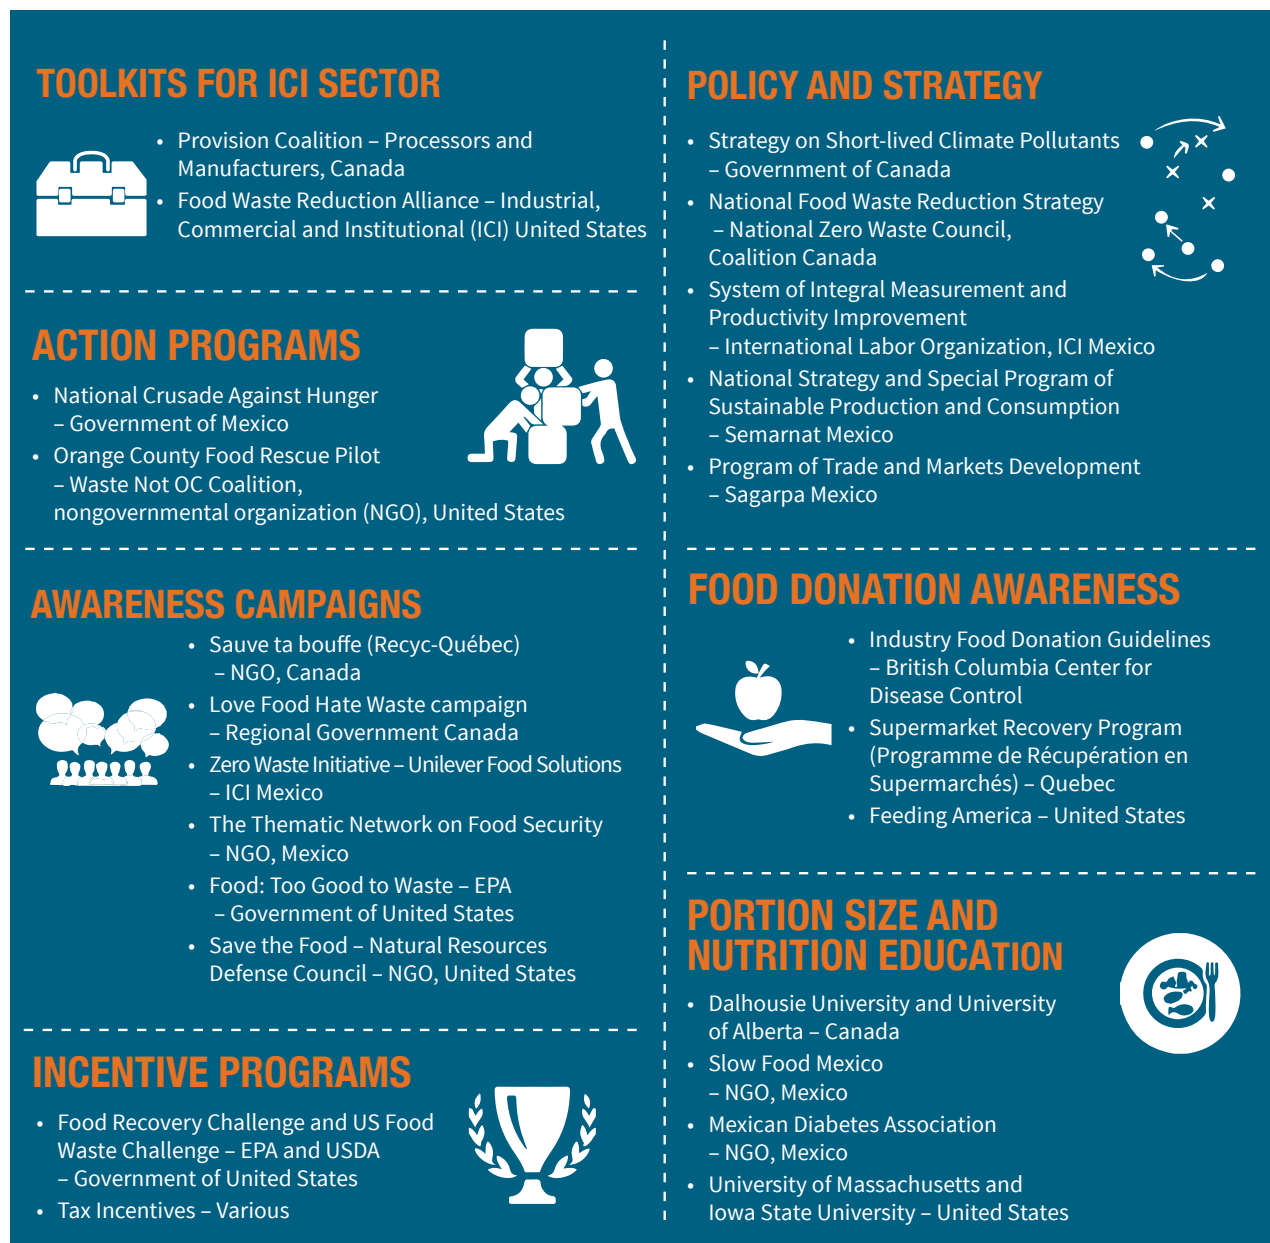 TOOLKITS FOR ICI SECTOR
• Provision Coalition – Processors and
Manufacturers, Canada
• Food Waste Reduction Alliance – Industrial,
Commercial and Institutional (ICI) United States
ACTION PROGRAMS
• National Crusade Against Hunger
– Government of Mexico
• Orange County Food Rescue Pilot
– Waste Not OC Coalition,
nongovernmental organization (NGO), United States
AWARENESS CAMPAIGNS
• Sauve ta bouffe (Recyc-Québec)
– NGO, Canada
• Love Food Hate Waste campaign
– Regional Government Canada
• Zero Waste Initiative – Unilever Food Solutions
– ICI Mexico
• The Thematic Network on Food Security
– NGO, Mexico
• Food: Too Good to Waste – EPA
– Government of United States
• Save the Food – Natural Resources
Defense Council – NGO, United States
INCENTIVE PROGRAMS
• Food Recovery Challenge and US Food
Waste Challenge – EPA and USDA
– Government of United States
• Tax Incentives – Various
POLICY AND STRATEGY
• Strategy on Short-lived Climate Pollutants
– Government of Canada
• National Food Waste Reduction Strategy
– National Zero Waste Council,
Coalition Canada
• System of Integral Measurement and
Productivity Improvement
– International Labor Organization, ICI Mexico
• National Strategy and Special Program of
Sustainable Production and Consumption
– Semarnat Mexico
• Program of Trade and Markets Development
– Sagarpa Mexico
FOOD DONATION AWARENESS
• Industry Food Donation Guidelines
– British Columbia Center for
Disease Control
• Supermarket Recovery Program
(Programme de Récupération en
Supermarchés) – Quebec
• Feeding America – United States
PORTION SIZE AND
NUTRITION EDUCATION
• Dalhousie University and University
of Alberta – Canada
• Slow Food Mexico
– NGO, Mexico
• Mexican Diabetes Association
– NGO, Mexico
• University of Massachusetts and
Iowa State University – United States